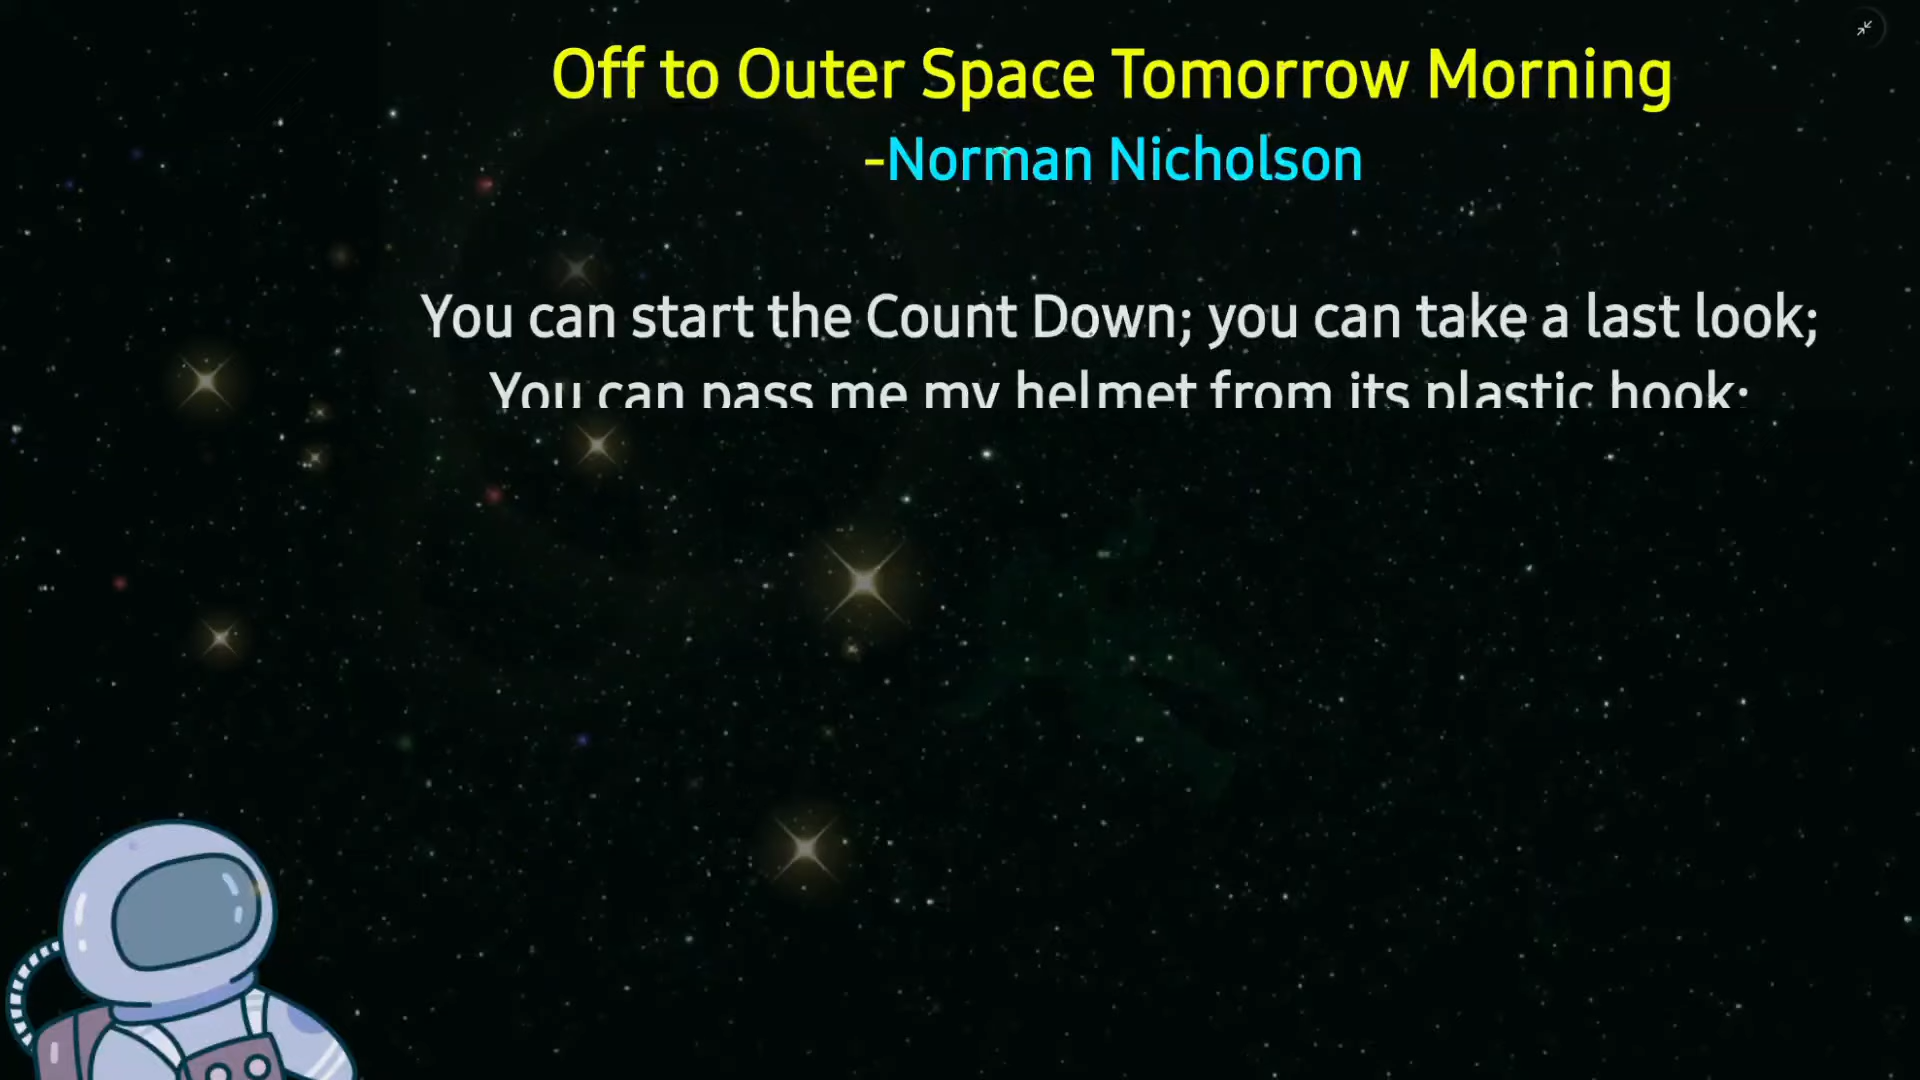 Off to Outer Space Tomorrow Morning
-Norman Nicholson
You can start the Count Down; you can take a last look;
You can pass me my helmet from its plastic hook;